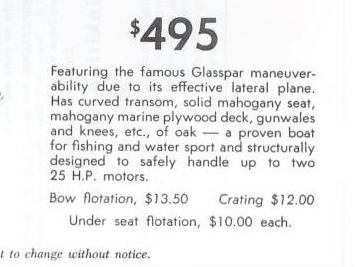 $495
Featuring the famous Glasspar maneuver-
ability due to its effective lateral plane.
Has curved transom, solid mahogany seat,
mahogany marine plywood deck, gunwales
and knees, etc., of oak — a proven boat
for fishing and water sport and structurally
designed to safely handle up to two
25 H.P. motors.
Bow flotation, $13.50 Crating $12.00
Under seat flotation, $10.00 each.
t to change without notice.